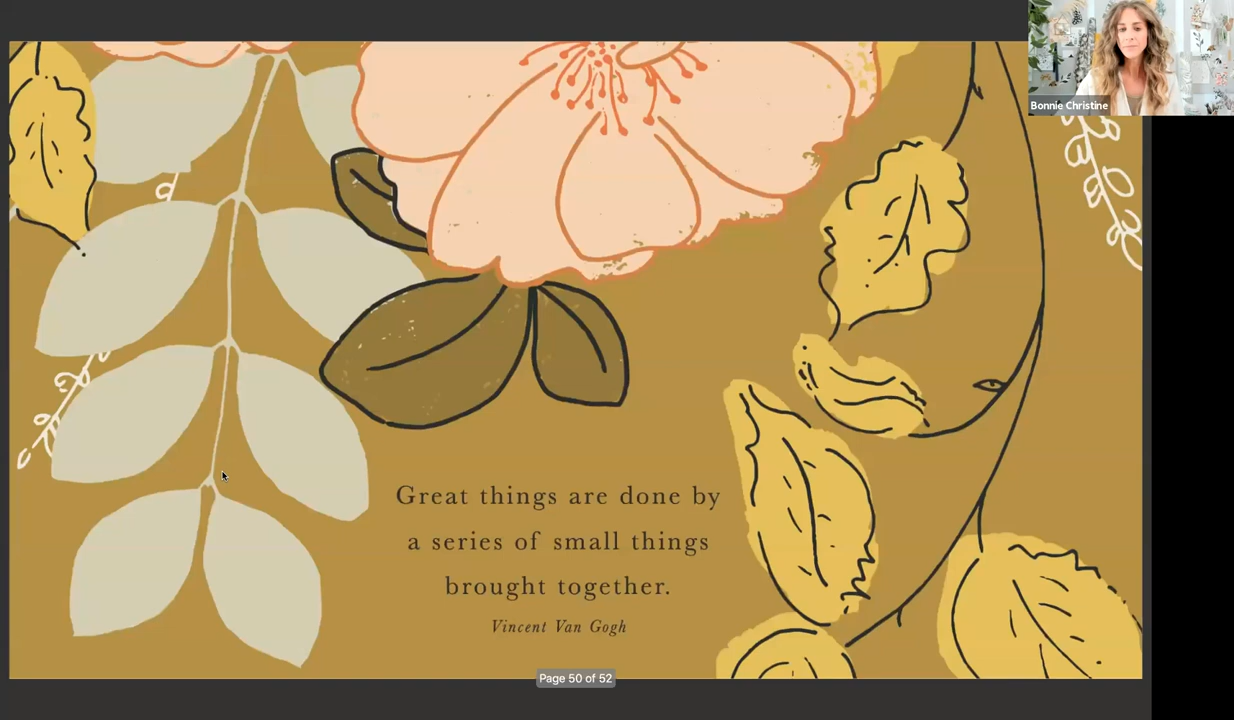 Bonnie Christine
Great things are done by
a series of small things
brought together.
Vincent Van Gogh
Page 50 of 52